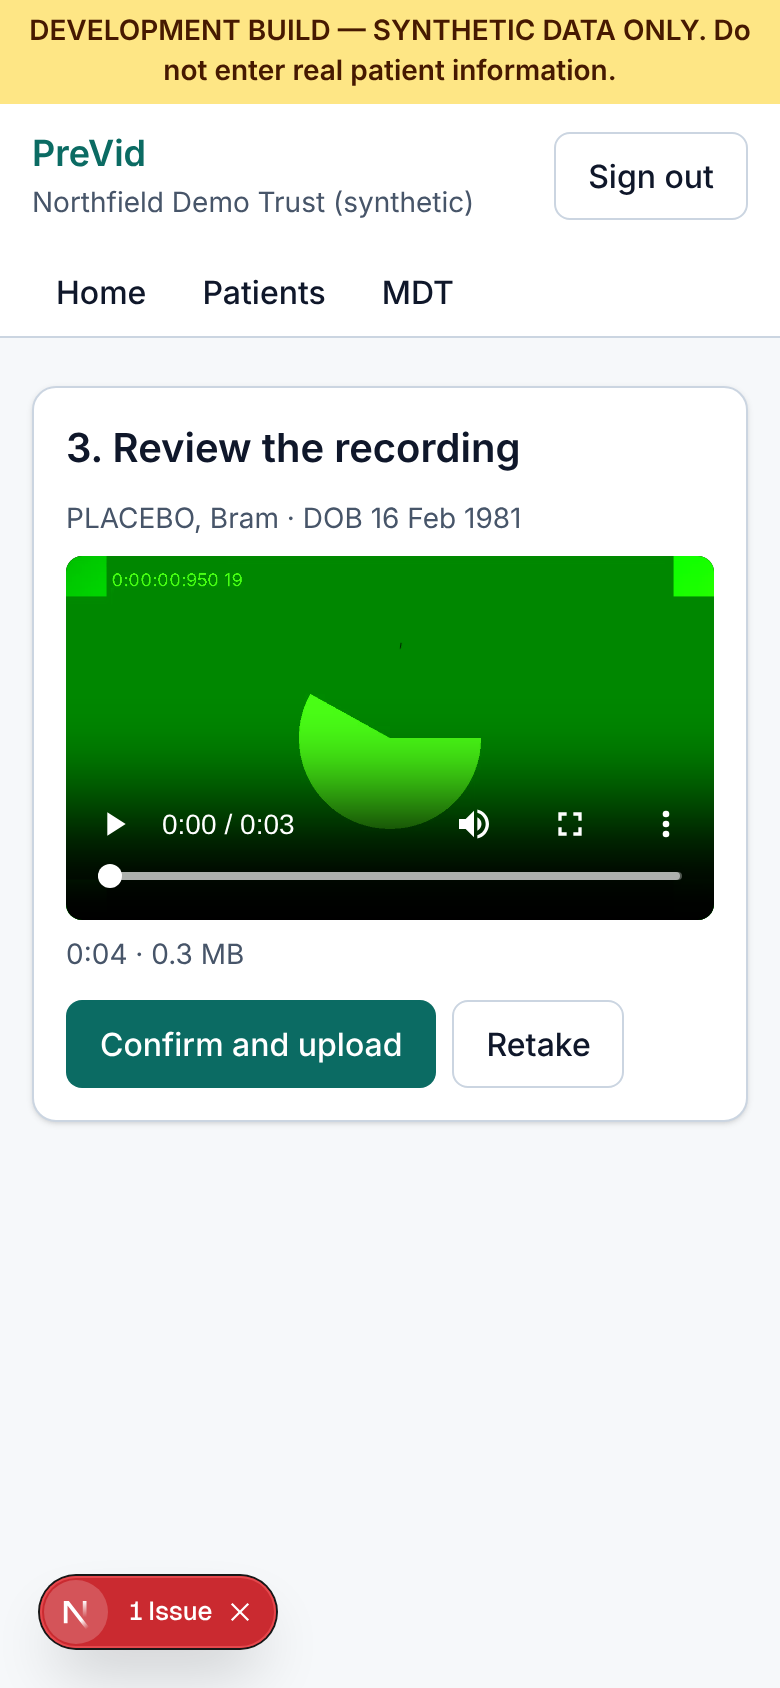 DEVELOPMENT BUILD — SYNTHETIC DATA ONLY. Do
not enter real patient information.
PreVid
Northfield Demo Trust (synthetic)
Sign out
Home Patients MDT
3. Review the recording
PLACEBO, Bram · DOB 16 Feb 1981
0:00:00:950 19
0:00 / 0:03
0:04 · 0.3 MB
Confirm and upload
Retake
N
1 Issue